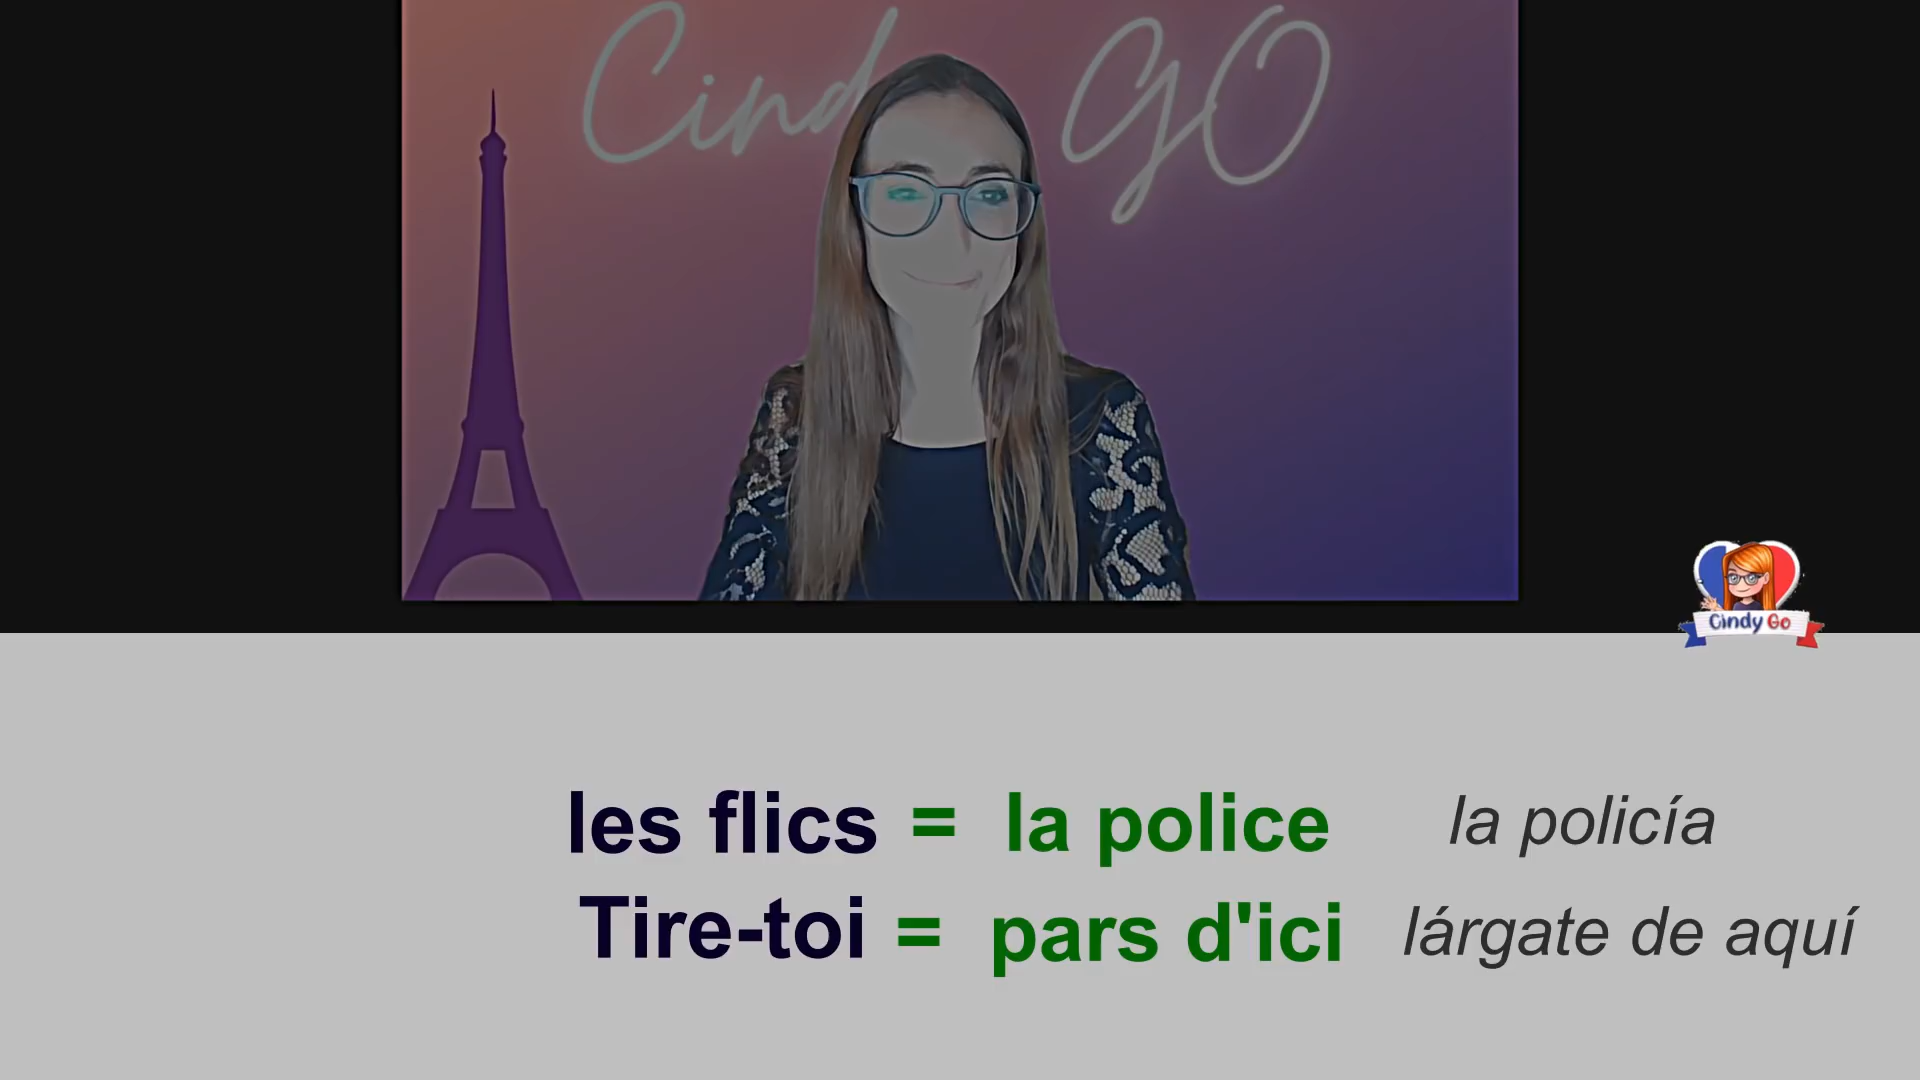 Cindy GO
Cindy Go
les flics = la police la policía
Tire-toi = pars d'ici lárgate de aquí